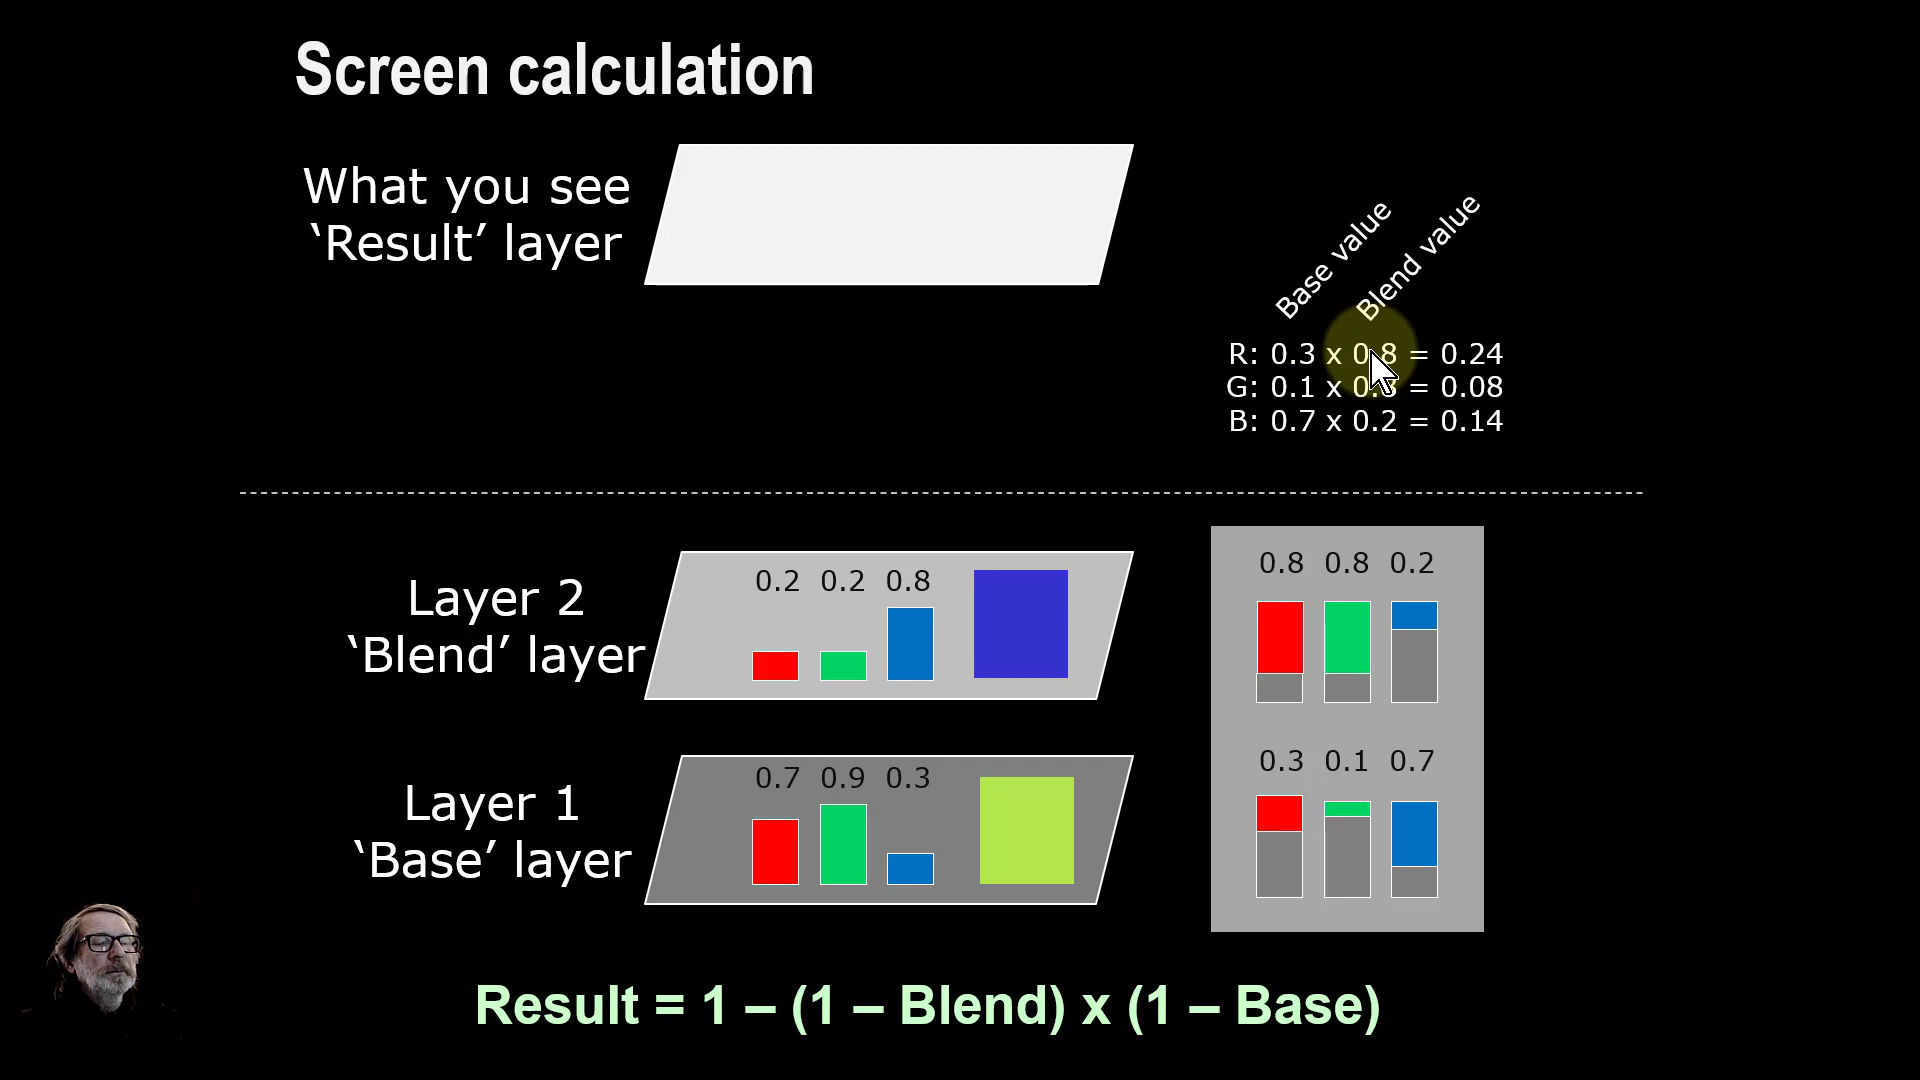 Screen calculation
What you see
‘Result’ layer
Base value
Blend value
R: 0.3 x 0.8 = 0.24
G: 0.1 x 0.8 = 0.08
B: 0.7 x 0.2 = 0.14
Layer 2
‘Blend’ layer
0.2 0.2 0.8
0.8 0.8 0.2
Layer 1
‘Base’ layer
0.7 0.9 0.3
0.3 0.1 0.7
Result = 1 – (1 – Blend) x (1 – Base)